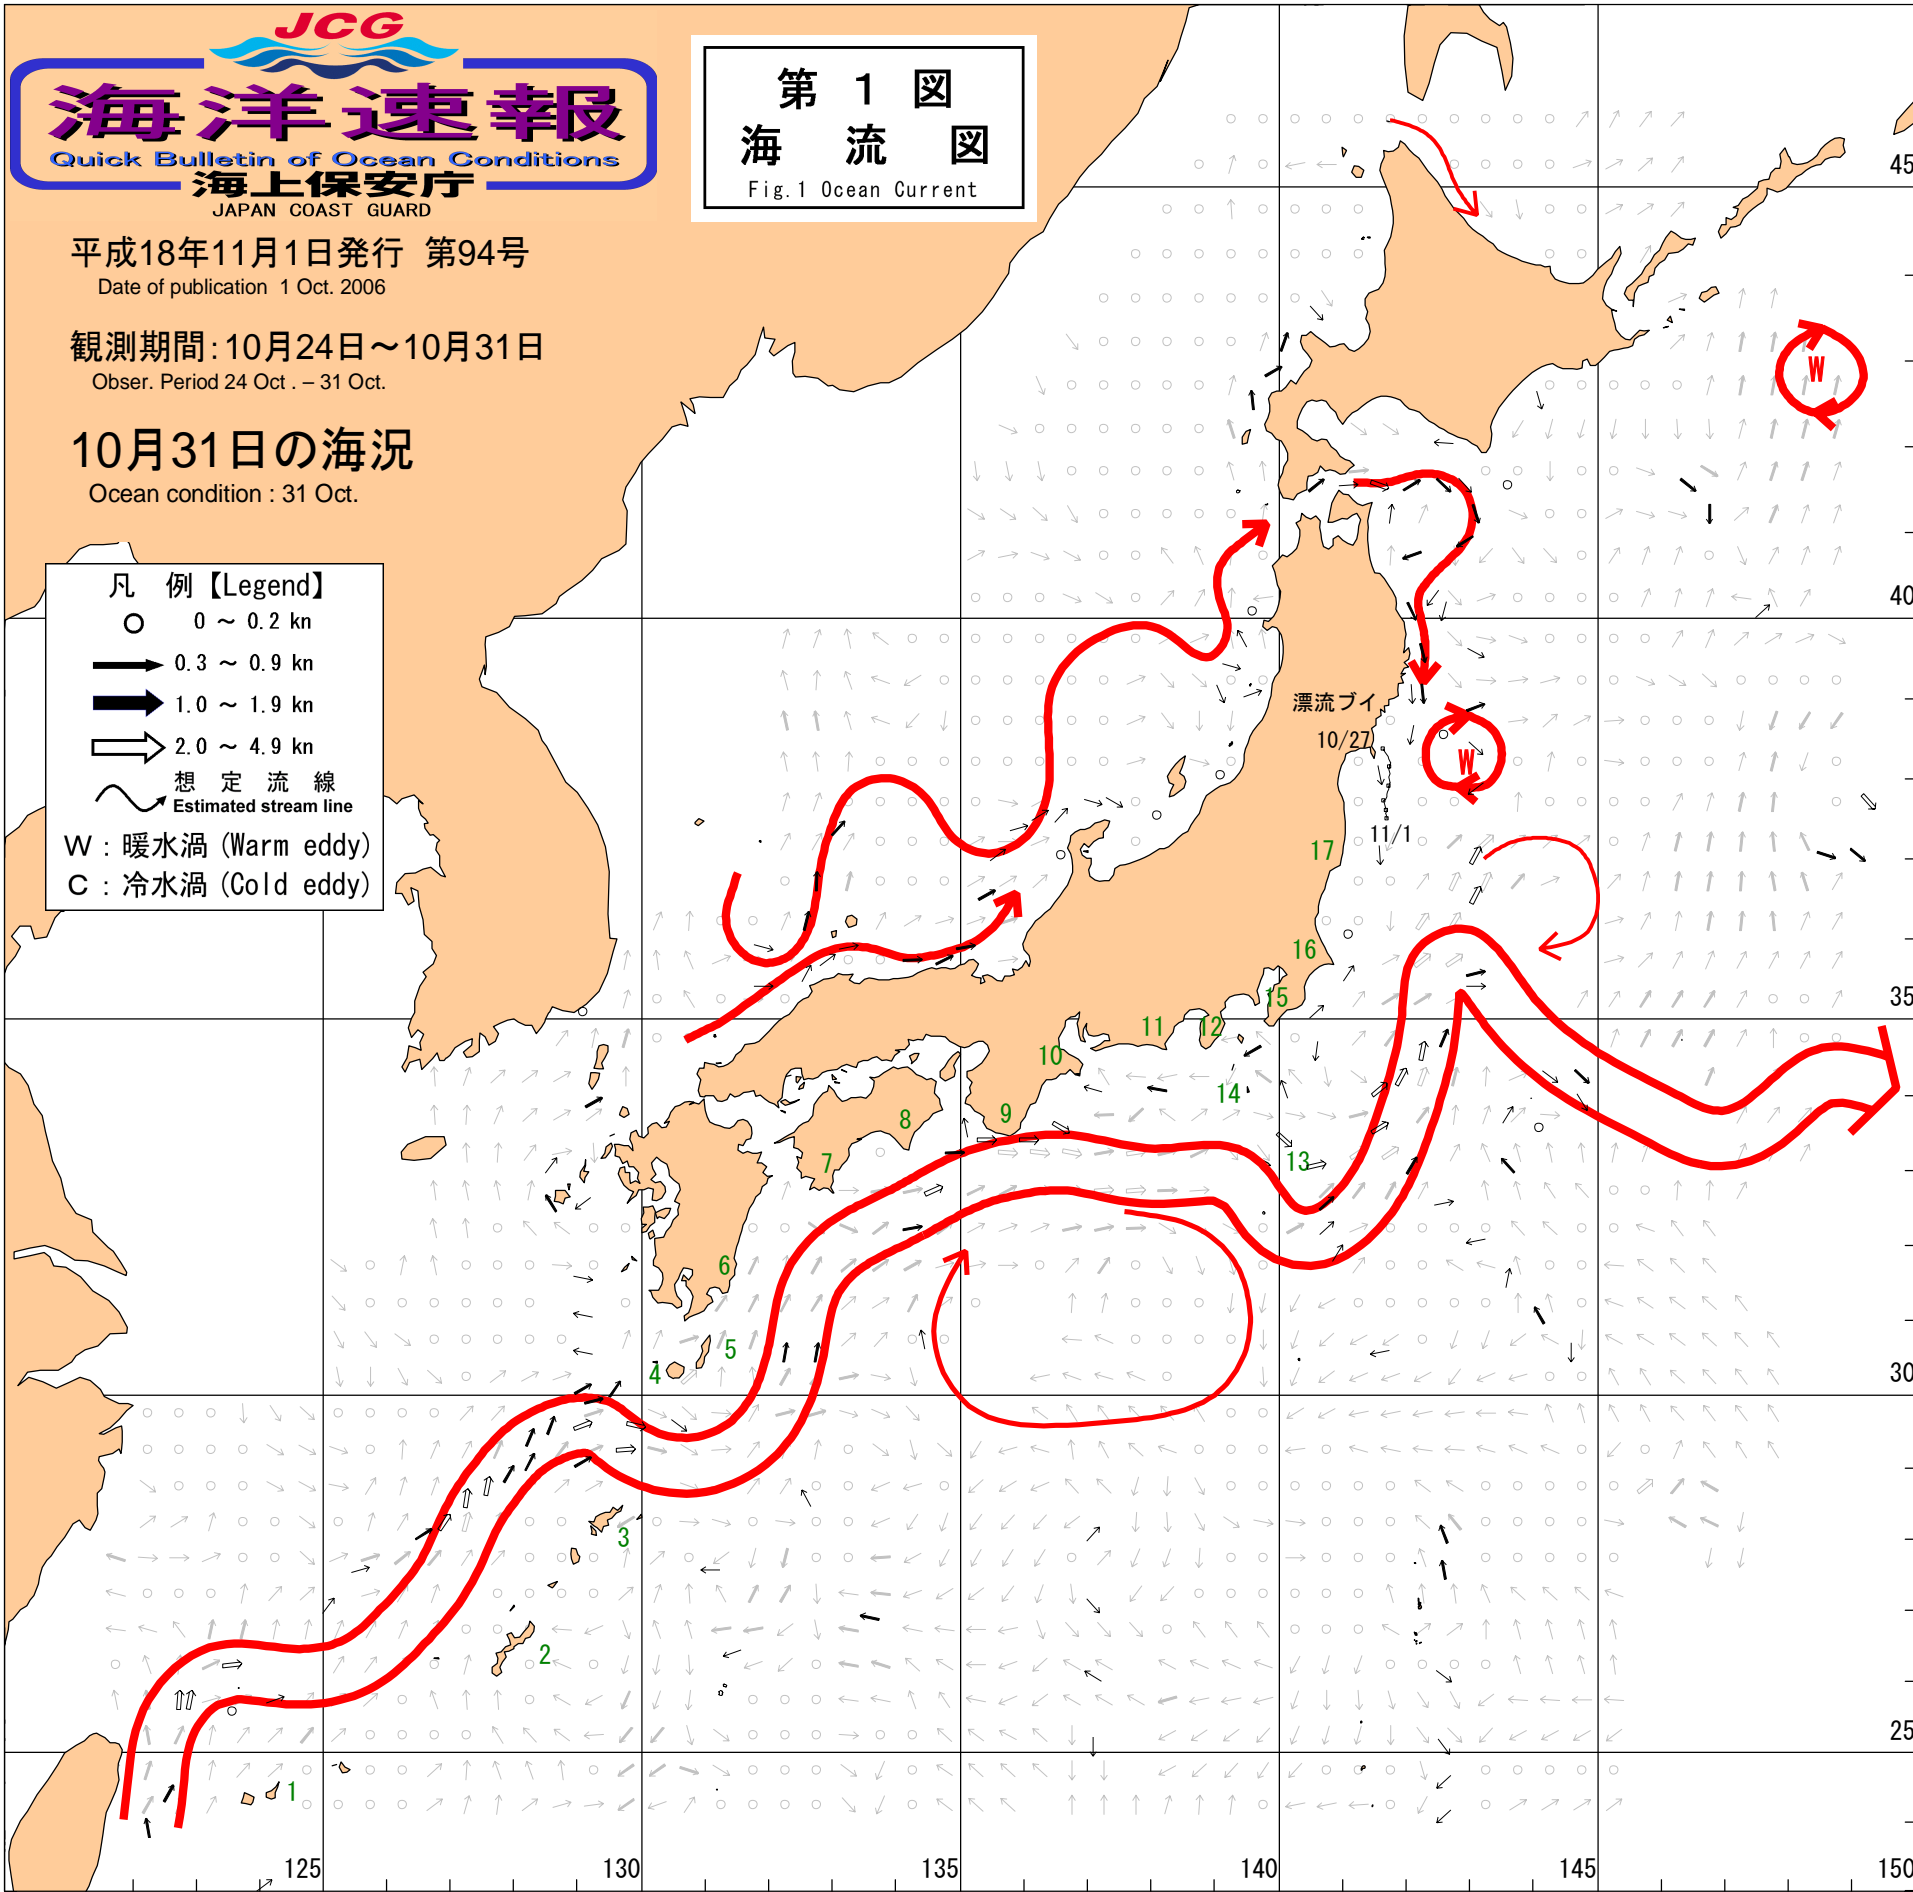 JCG
海洋速報
Quick Bulletin of Ocean Conditions
海上保安庁
JAPAN COAST GUARD
平成18年11月1日発行 第94号
Date of publication 1 Oct. 2006
観測期間:10月24日～10月31日
Obser. Period 24 Oct . – 31 Oct.
10月31日の海況
Ocean condition : 31 Oct.
第 1 図
海 流 図
Fig.1 Ocean Current
凡 例【Legend】
0 ～ 0.2 kn
0.3 ～ 0.9 kn
1.0 ～ 1.9 kn
2.0 ～ 4.9 kn
想 定 流 線
Estimated stream line
W : 暖水渦 (Warm eddy)
C : 冷水渦 (Cold eddy)
45
W
40
漂流ブイ
10/27
W
11/1
17
16
15
35
12
11
10
14
9
8
13
7
6
5
4
30
3
2
25
1
125
130
135
140
145
150